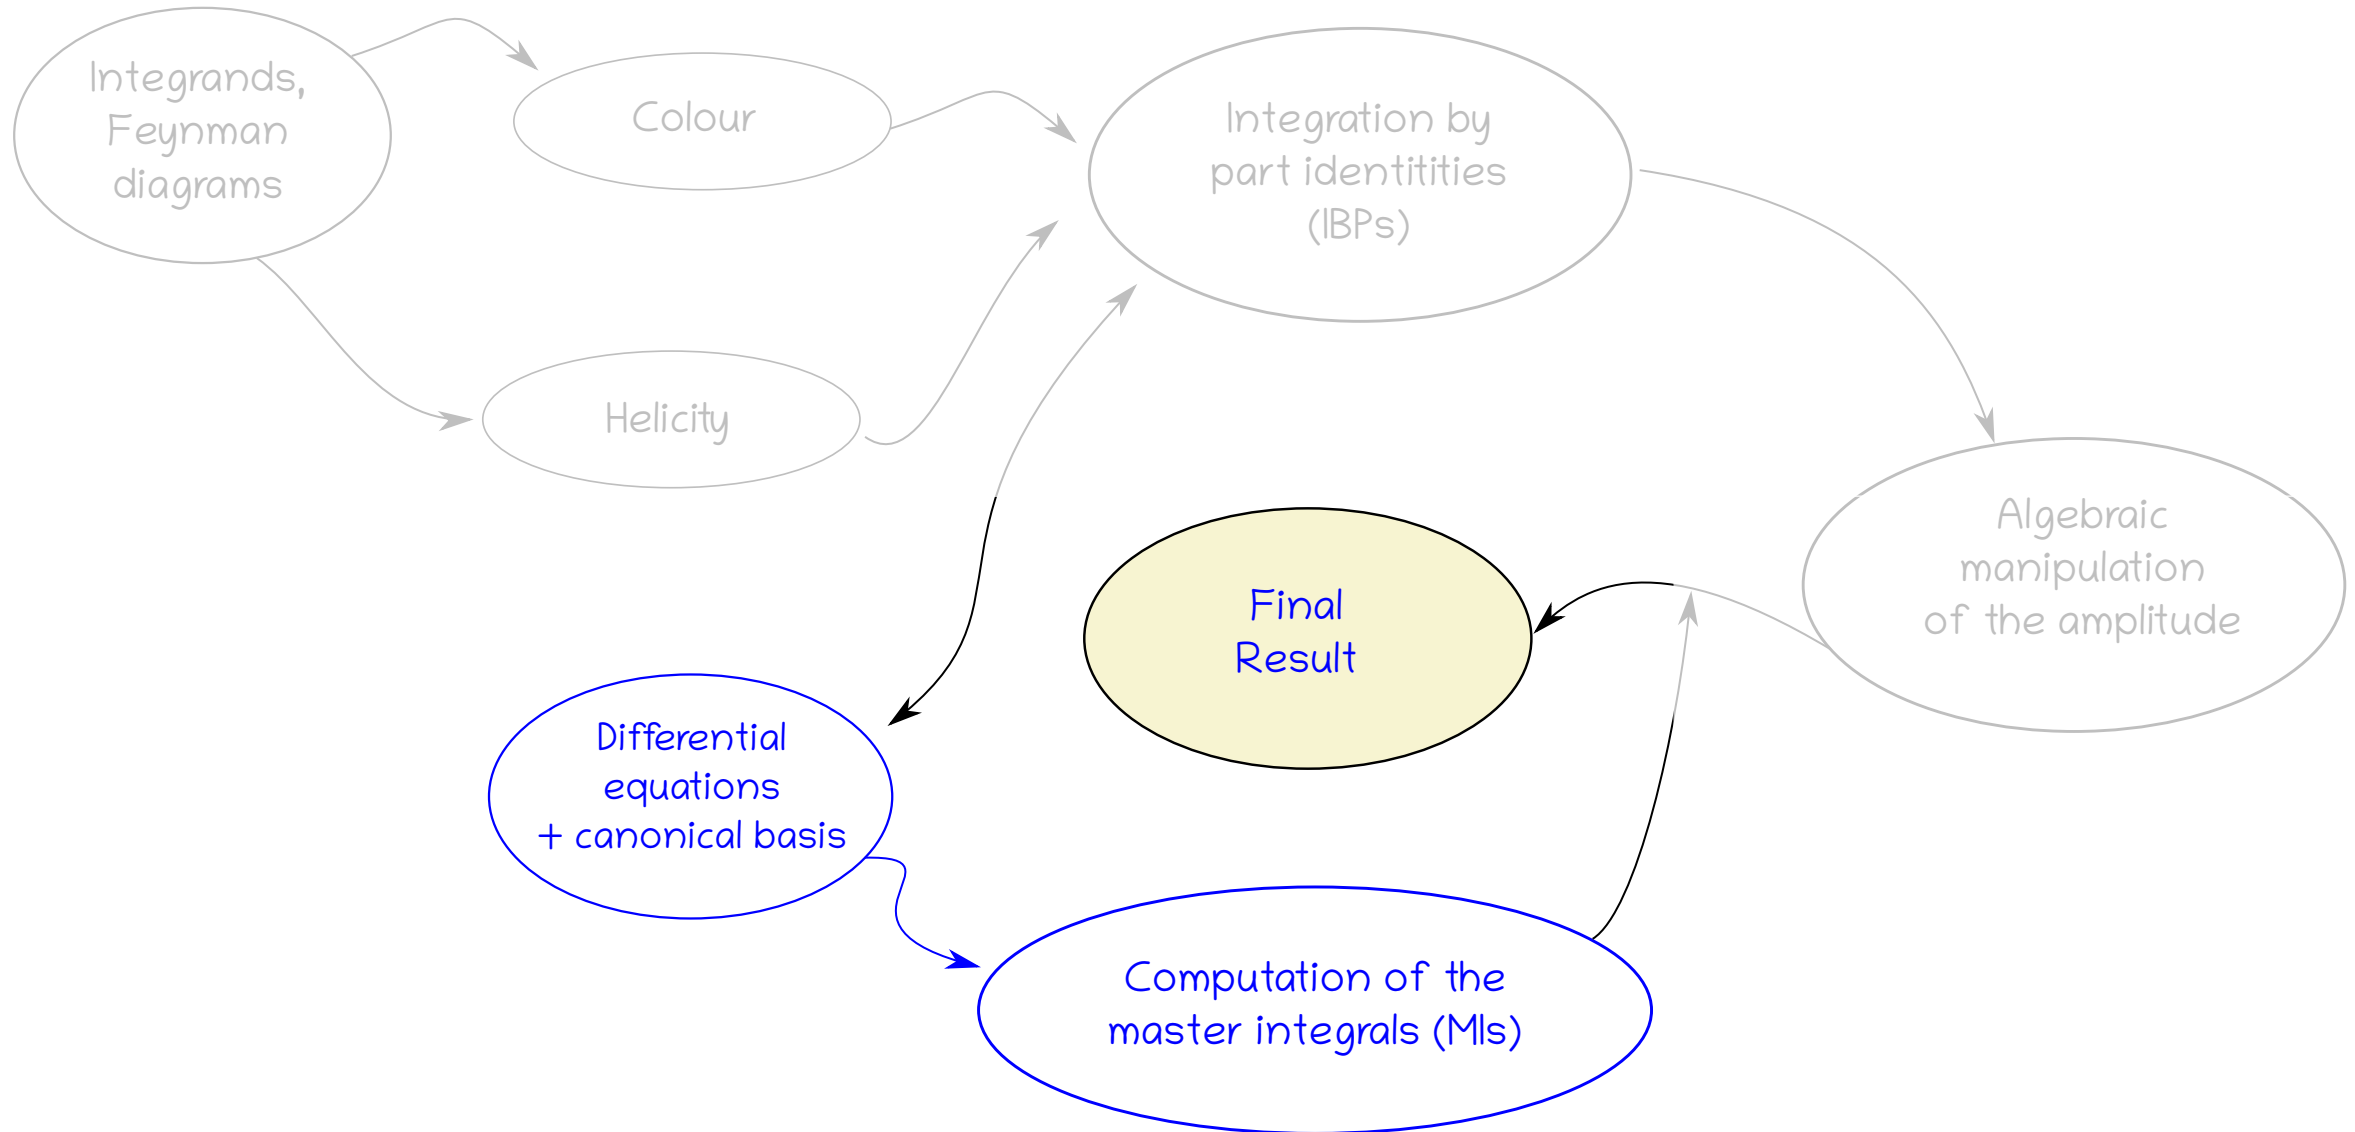 Integrands,
Feynman
diagrams
Colour
Integration by
part identitities
(IBPs)
Helicity
Algebraic
manipulation
of the amplitude
Final
Result
Differential
equations
+ canonical basis
Computation of the
master integrals (MIs)